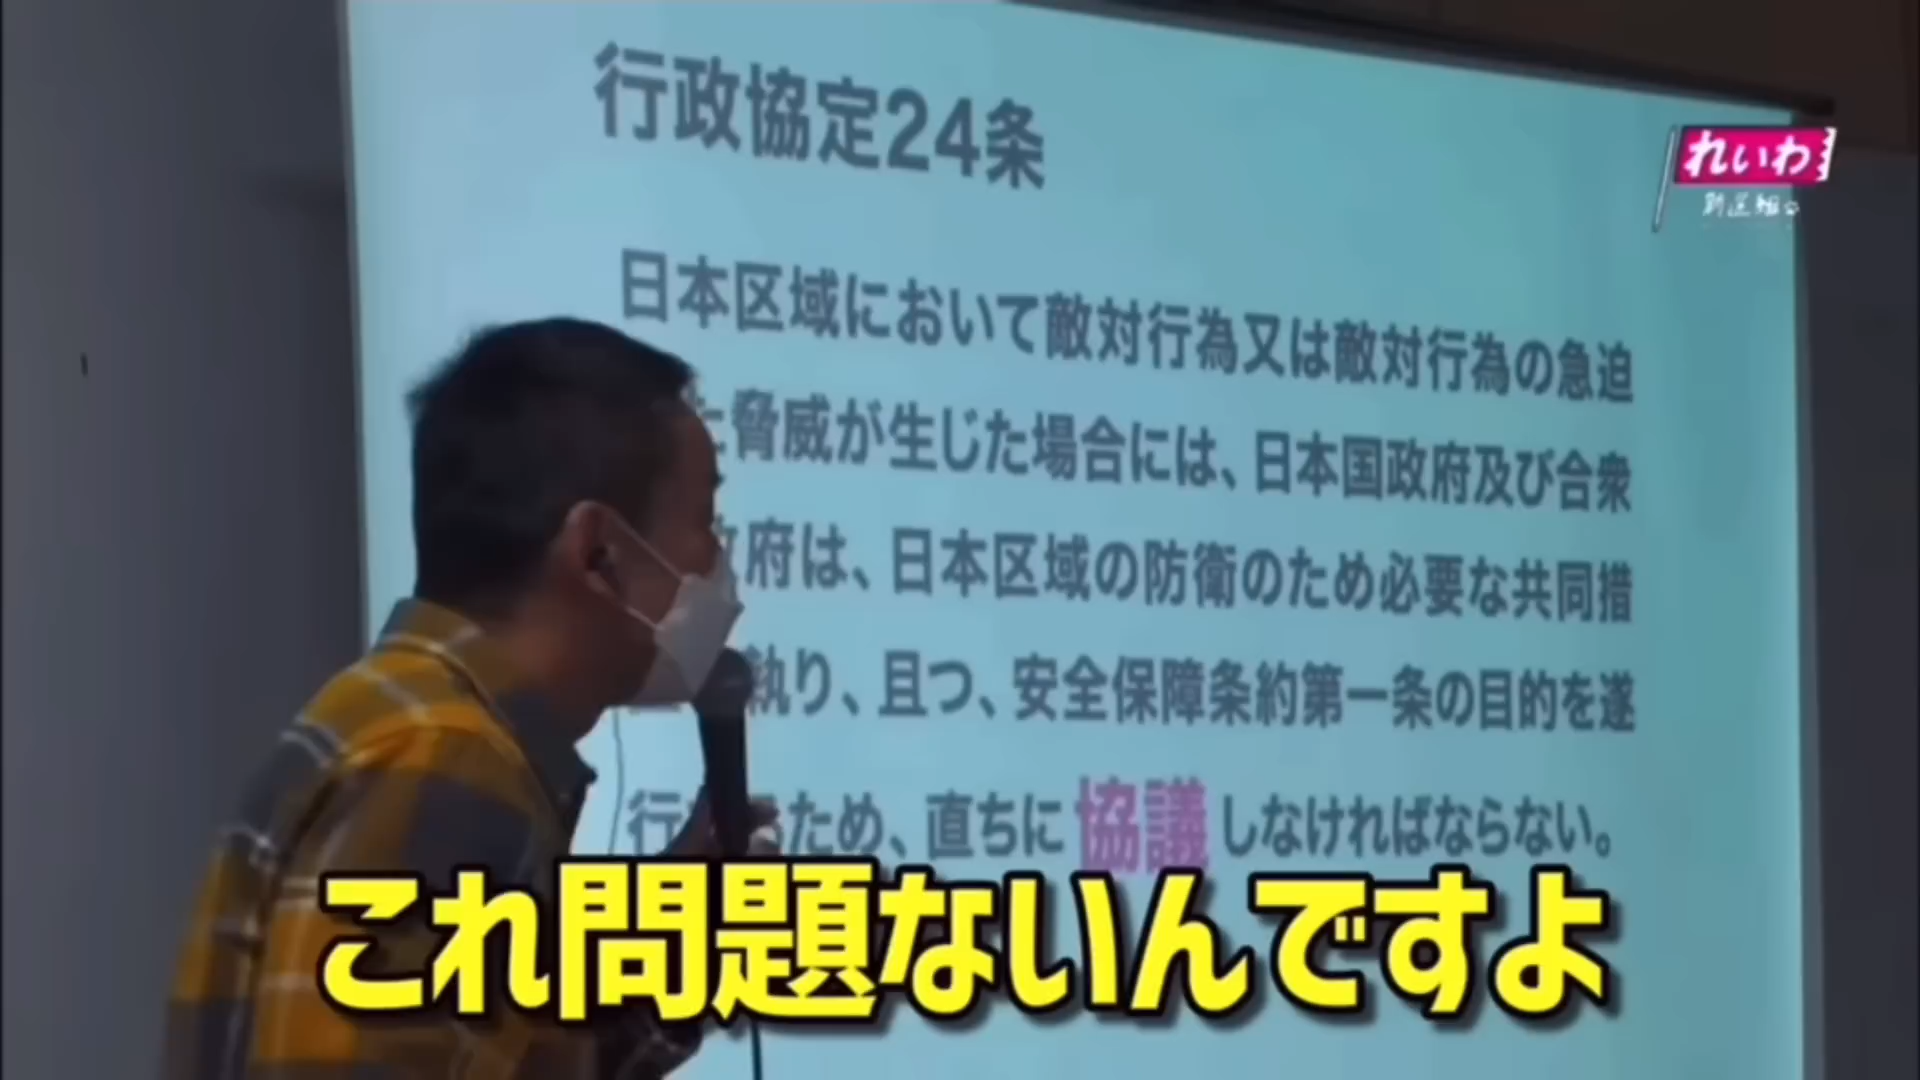 行政協定24条
れいわ
日本区域において敵対行為又は敵対行為の急迫
た脅威が生じた場合には、日本国政府及び合衆
政府は、日本区域の防衛のため必要な共同措
執り、且つ、安全保障条約第一条の目的を遂
行 るため、直ちに協議しなければならない。
これ問題ないんですよ